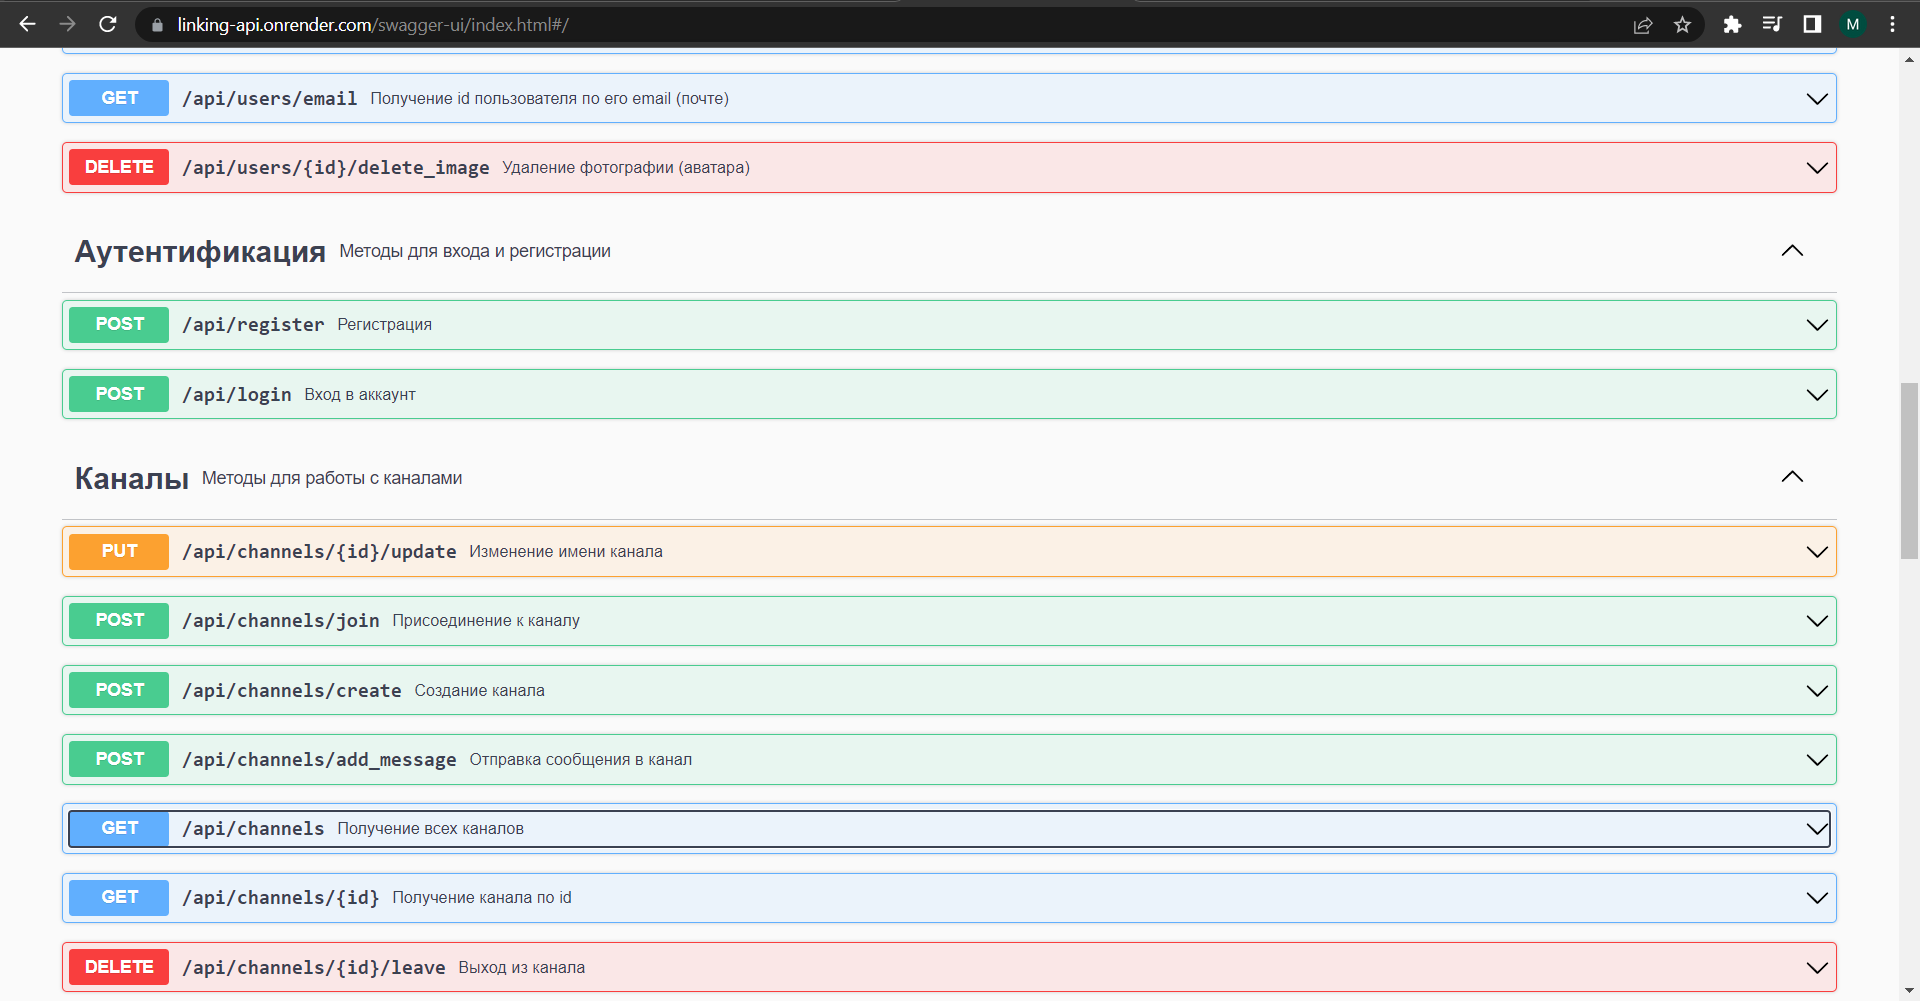 linking-api.onrender.com/swagger-ui/index.html#/
M
GET /api/users/email Получение id пользователя по его email (почте)
DELETE /api/users/{id}/delete_image Удаление фотографии (аватара)
Аутентификация Методы для входа и регистрации
POST /api/register Регистрация
POST /api/login Вход в аккаунт
Каналы Методы для работы с каналами
PUT /api/channels/{id}/update Изменение имени канала
POST /api/channels/join Присоединение к каналу
POST /api/channels/create Создание канала
POST /api/channels/add_message Отправка сообщения в канал
GET /api/channels Получение всех каналов
GET /api/channels/{id} Получение канала по id
DELETE /api/channels/{id}/leave Выход из канала